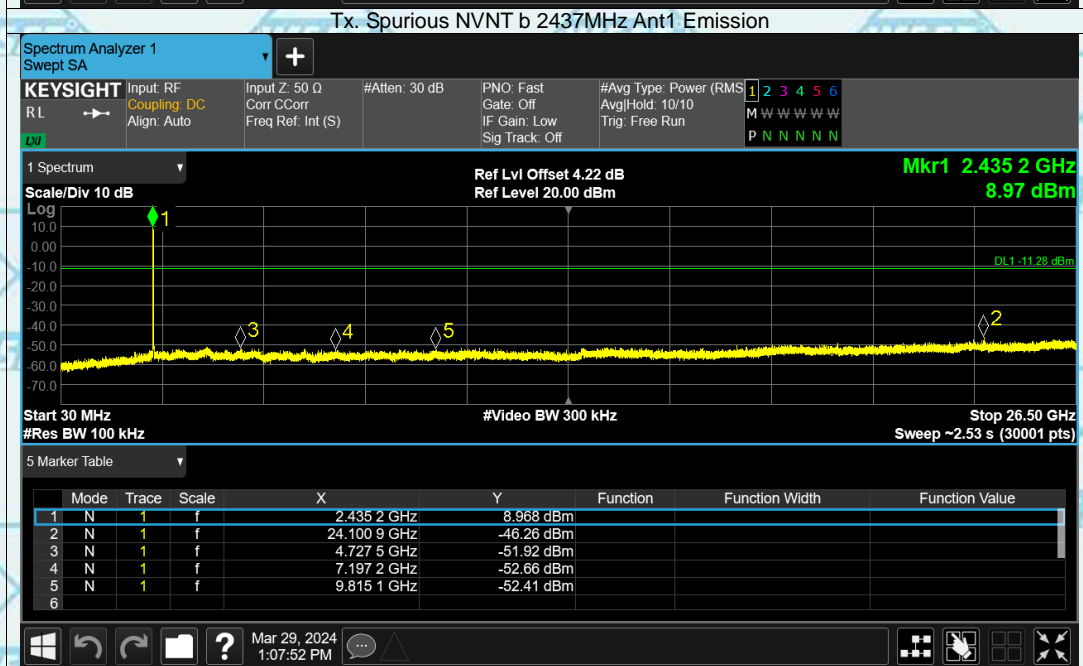 Tx. Spurious NVNT b 2437MHz Ant1 Emission
Spectrum Analyzer 1
Swept SA
+
KEYSIGHT Input: RF Input Z: 50 Ω #Atten: 30 dB PNO: Fast #Avg Type: Power (RMS 1 2 3 4 5 6
RL Coupling: DC Corr CCorr Gate: Off Avg|Hold: 10/10 M W W W W W
Align: Auto Freq Ref: Int (S) IF Gain: Low Trig: Free Run
LXI Sig Track: Off P N N N N N
1 Spectrum Ref Lvl Offset 4.22 dB Mkr1 2.435 2 GHz
Scale/Div 10 dB Ref Level 20.00 dBm 8.97 dBm
Log
1
10.0
0.00
-10.0 DL1 -11.28 dBm
-20.0
-30.0
-40.0 3 4 5 2
-50.0
-60.0
-70.0
Start 30 MHz #Video BW 300 kHz Stop 26.50 GHz
#Res BW 100 kHz Sweep ~2.53 s (30001 pts)
5 Marker Table
Mode Trace Scale X Y Function Function Width Function Value
1 N 1 f 2.435 2 GHz 8.968 dBm
2 N 1 f 24.100 9 GHz -46.26 dBm
3 N 1 f 4.727 5 GHz -51.92 dBm
4 N 1 f 7.197 2 GHz -52.66 dBm
5 N 1 f 9.815 1 GHz -52.41 dBm
6
? Mar 29, 2024
1:07:52 PM